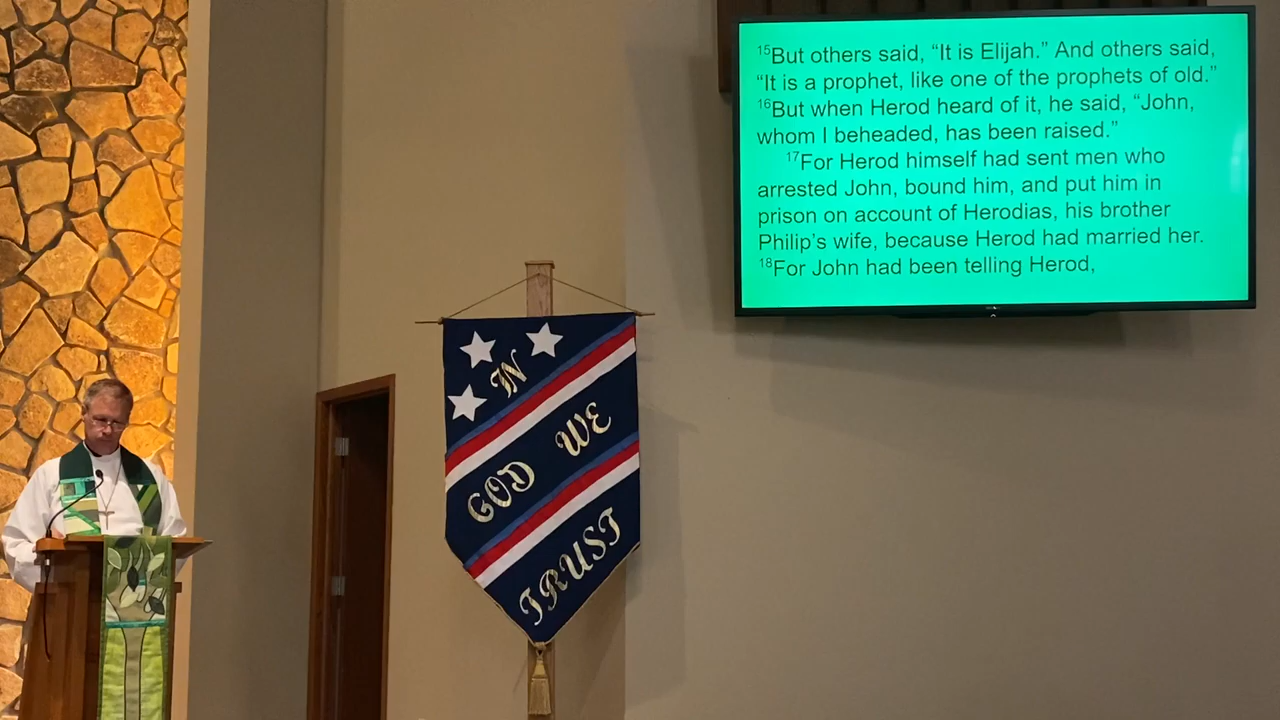 ¹⁵But others said, “It is Elijah.” And others said,
“It is a prophet, like one of the prophets of old.”
¹⁶But when Herod heard of it, he said, “John,
whom I beheaded, has been raised.”
¹⁷For Herod himself had sent men who
arrested John, bound him, and put him in
prison on account of Herodias, his brother
Philip’s wife, because Herod had married her.
¹⁸For John had been telling Herod,
IN
GOD WE
TRUST